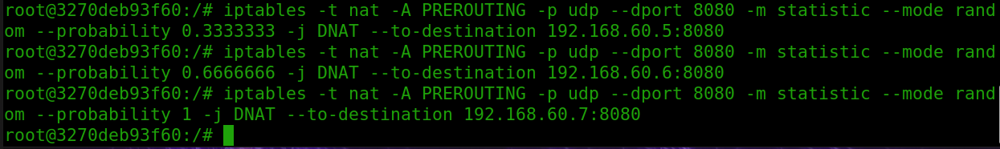 root@3270deb93f60:/# iptables -t nat -A PREROUTING -p udp --dport 8080 -m statistic --mode rand
om --probability 0.3333333 -j DNAT --to-destination 192.168.60.5:8080
root@3270deb93f60:/# iptables -t nat -A PREROUTING -p udp --dport 8080 -m statistic --mode rand
om --probability 0.6666666 -j DNAT --to-destination 192.168.60.6:8080
root@3270deb93f60:/# iptables -t nat -A PREROUTING -p udp --dport 8080 -m statistic --mode rand
om --probability 1 -j DNAT --to-destination 192.168.60.7:8080
root@3270deb93f60:/#